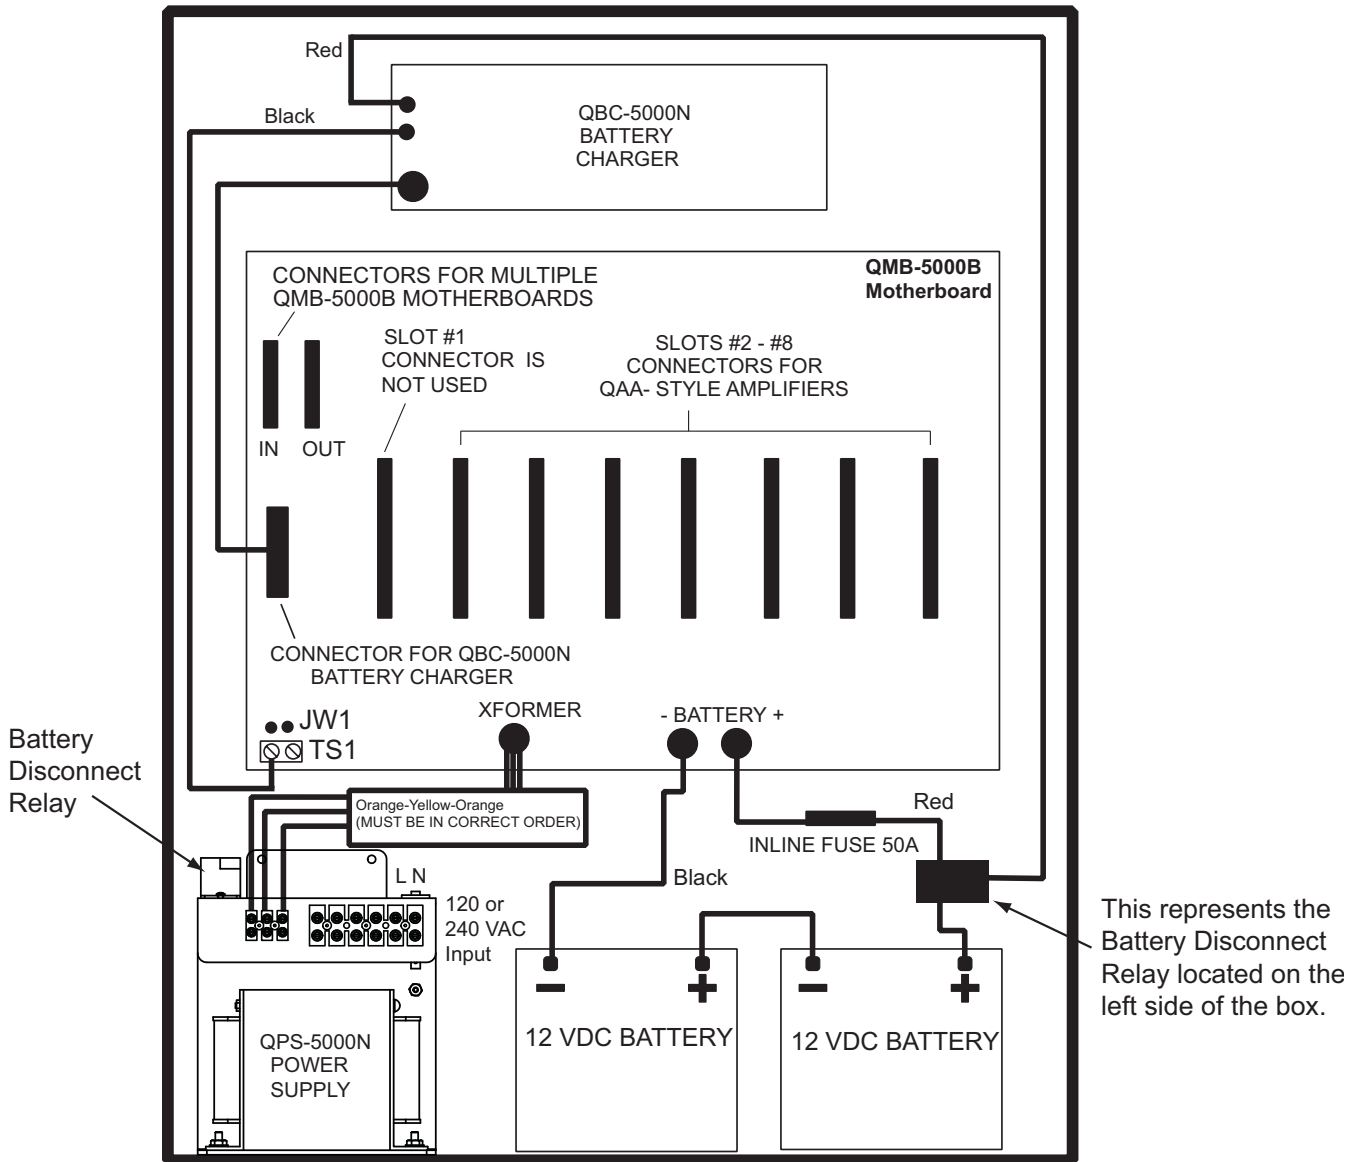 Red
Black
QBC-5000N
BATTERY
CHARGER
QMB-5000B
Motherboard
CONNECTORS FOR MULTIPLE
QMB-5000B MOTHERBOARDS
SLOT #1
CONNECTOR IS
NOT USED
SLOTS #2 - #8
CONNECTORS FOR
QAA- STYLE AMPLIFIERS
IN OUT
CONNECTOR FOR QBC-5000N
BATTERY CHARGER
JW1
TS1
XFORMER
- BATTERY +
Battery
Disconnect
Relay
Orange-Yellow-Orange
(MUST BE IN CORRECT ORDER)
Red
INLINE FUSE 50A
Black
L N
120 or
240 VAC
Input
This represents the
Battery Disconnect
Relay located on the
left side of the box.
QPS-5000N
POWER
SUPPLY
− +
12 VDC BATTERY
− +
12 VDC BATTERY